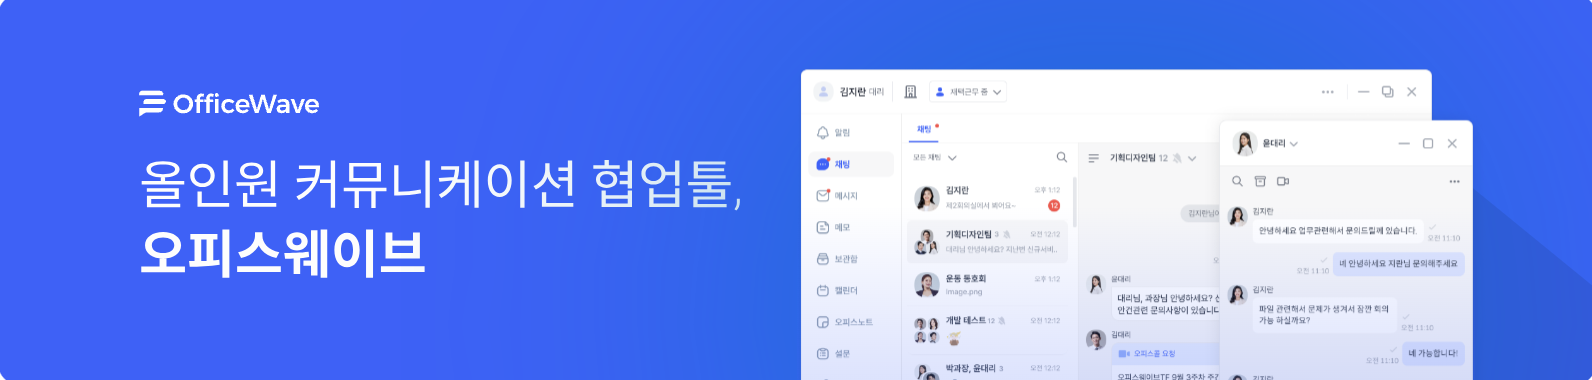 OfficeWave
올인원 커뮤니케이션 협업툴,
오피스웨이브
김지란 대리
재택근무 중
알림
채팅
메시지
메모
보관함
캘린더
오피스노트
설문
채팅
모든 채팅
김지란
오후 1:12
제2회의실에서 봬어요~
12
기획디자인팀 3
오전 12:12
대리님 안녕하세요? 지난번 신규서비..
운동 동호회
오후 1:12
image.png
개발 테스트 12
오전 12:12
박과장, 윤대리 3
오전 12:12
기획디자인팀 12
김지란님이
윤대리
대리님, 과장님 안녕하세요?
안건관련 문의사항이 있습니다
김대리
오피스콜 요청
오피스웨이브TF 9월 3주차 주간
윤대리
김지란
안녕하세요 업무관련해서 문의드릴께 있습니다.
오전 11:10
네 안녕하세요 지란님 문의해주세요
오전 11:10
김지란
파일 관련해서 문제가 생겨서 잠깐 회의
가능 하실까요?
오전 11:10
네 가능합니다!
오전 11:10
김지란